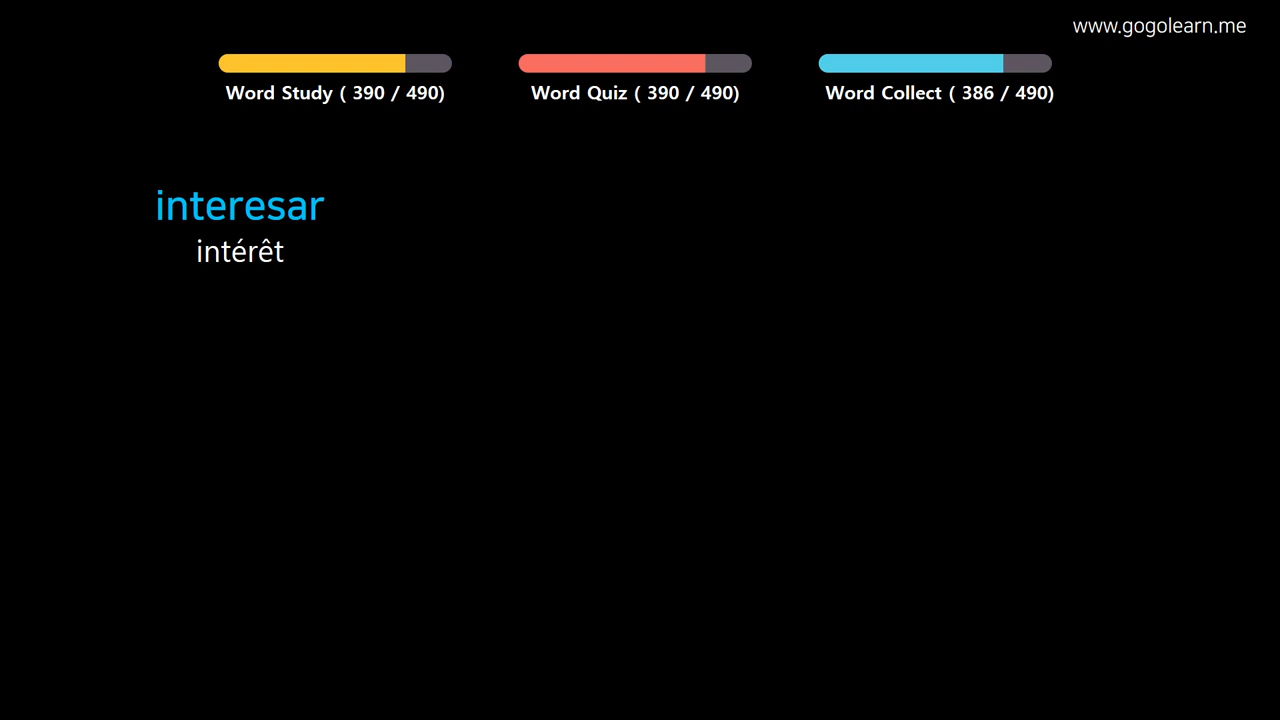 www.gogolearn.me
Word Study ( 390 / 490)
Word Quiz ( 390 / 490)
Word Collect ( 386 / 490)
interesar
intérêt